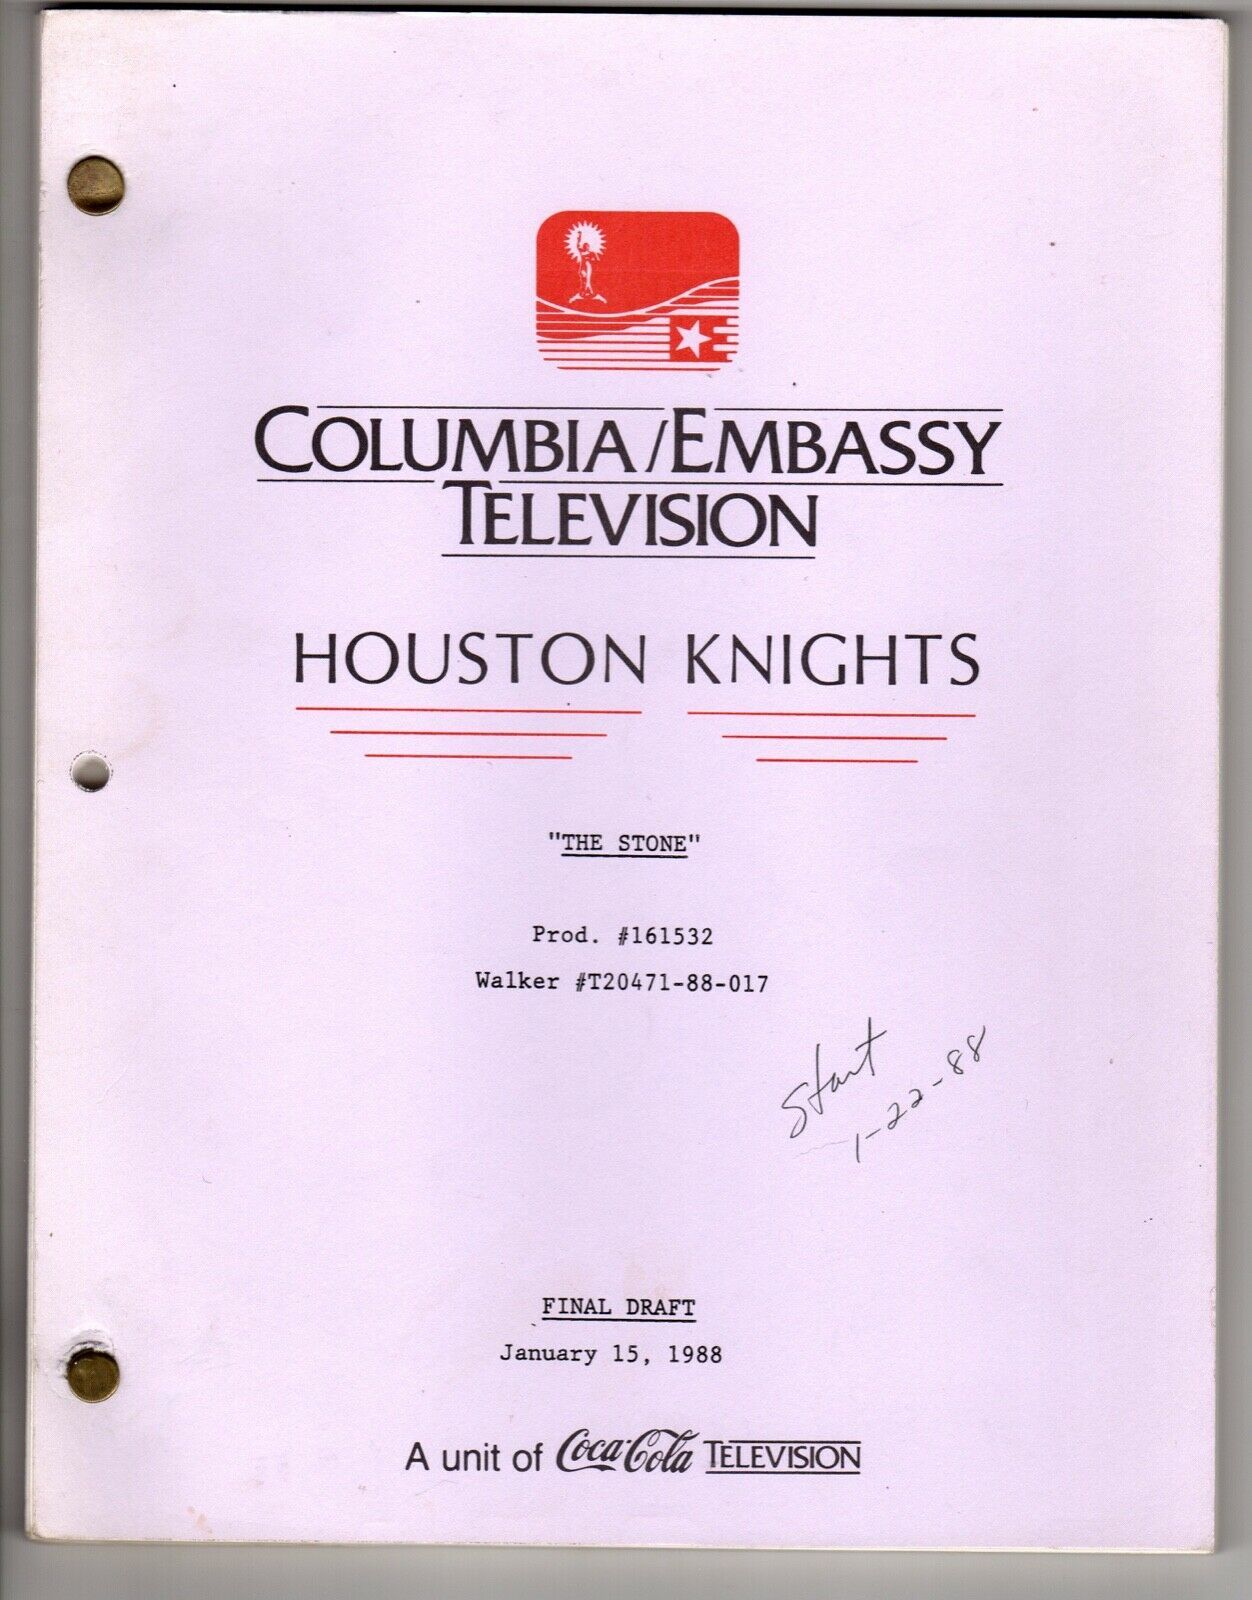 COLUMBIA/EMBASSY
TELEVISION
HOUSTON KNIGHTS
"THE STONE"
Prod. #161532
Walker #T20471-88-017
Start
1-22-88
FINAL DRAFT
January 15, 1988
A unit of Coca-Cola TELEVISION